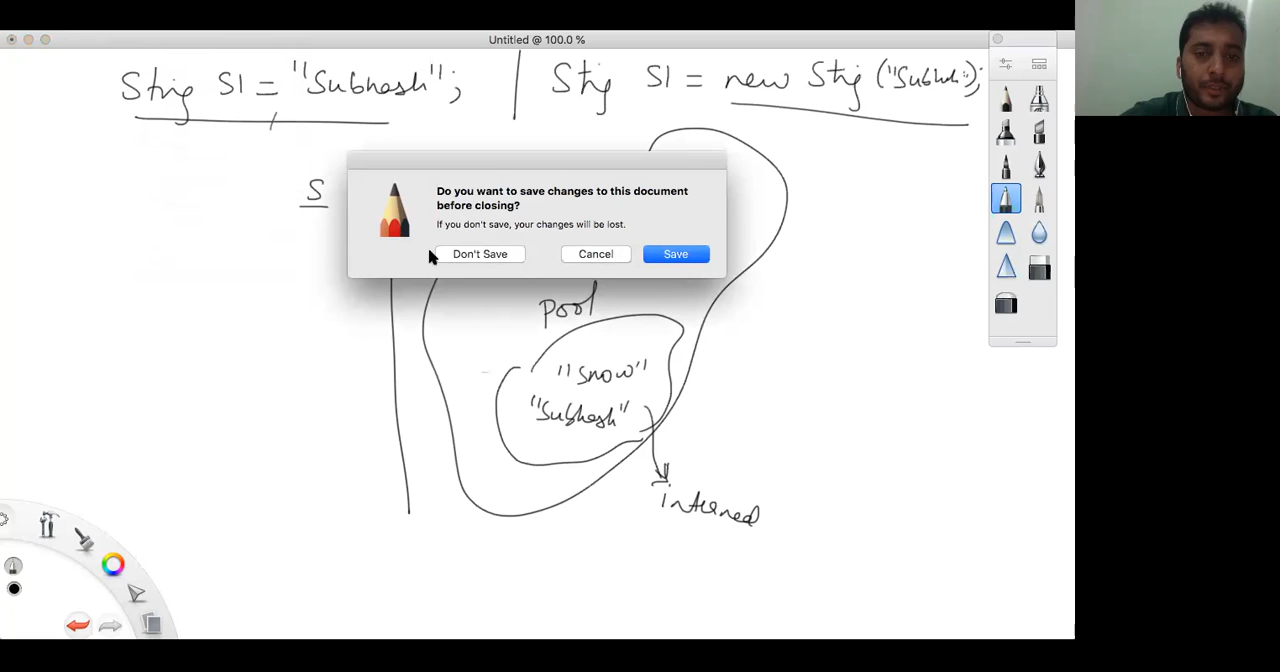 Untitled @ 100.0 %
Strig S1 = "Subhash"; | Strig S1 = new Strig ("Subhsh");
S
Do you want to save changes to this document
before closing?
If you don't save, your changes will be lost.
Don't Save Cancel Save
pool
"snow"
"Subhash"
interned